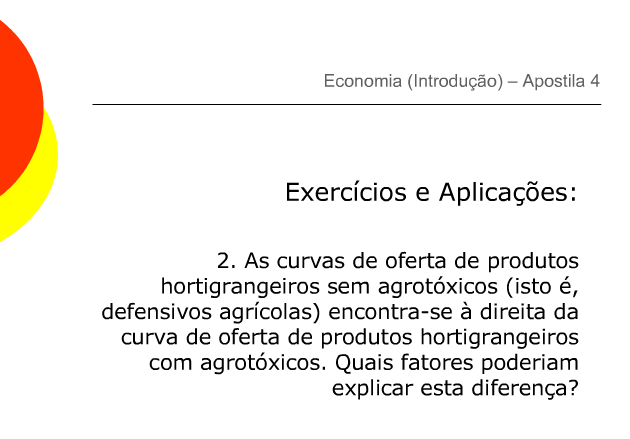 Economia (Introdução) – Apostila 4
Exercícios e Aplicações:
2. As curvas de oferta de produtos
hortigrangeiros sem agrotóxicos (isto é,
defensivos agrícolas) encontra-se à direita da
curva de oferta de produtos hortigrangeiros
com agrotóxicos. Quais fatores poderiam
explicar esta diferença?